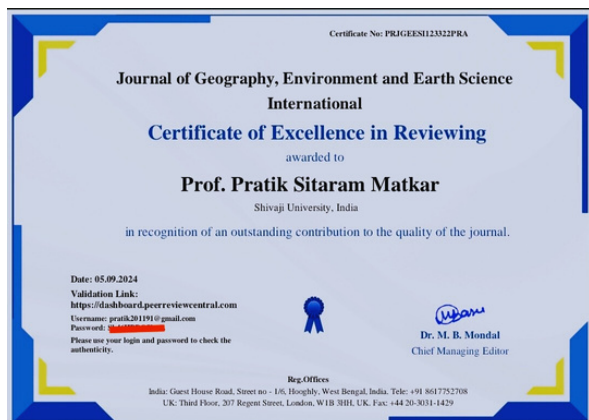 Certificate No: PRJGEESI123322PRA
Journal of Geography, Environment and Earth Science
International
Certificate of Excellence in Reviewing
awarded to
Prof. Pratik Sitaram Matkar
Shivaji University, India
in recognition of an outstanding contribution to the quality of the journal.
Date: 05.09.2024
Validation Link:
https://dashboard.peerreviewcentral.com
Username: pratik201191@gmail.com
Password:
Please use your login and password to check the
authenticity.
Dr. M. B. Mondal
Chief Managing Editor
Reg.Offices
India: Guest House Road, Street no - 1/6, Hooghly, West Bengal, India. Tele: +91 8617752708
UK: Third Floor, 207 Regent Street, London, W1B 3HH, UK. Fax: +44 20-3031-1429